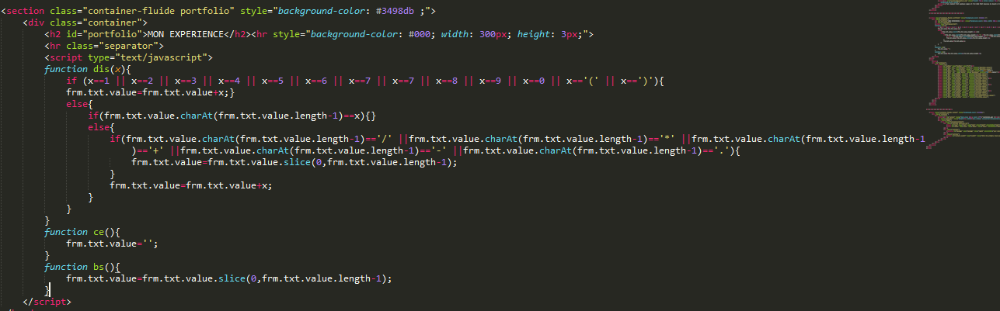 <section class="container-fluide portfolio" style="background-color: #3498db ;">
<div class="container">
<h2 id="portfolio">MON EXPERIENCE</h2><hr style="background-color: #000; width: 300px; height: 3px;">
<hr class="separator">
<script type="text/javascript">
function dis(x){
if (x==1 || x==2 || x==3 || x==4 || x==5 || x==6 || x==7 || x==7 || x==8 || x==9 || x==0 || x=='(' || x==')'){
frm.txt.value=frm.txt.value+x;}
else{
if(frm.txt.value.charAt(frm.txt.value.length-1)==x){}
else{
if(frm.txt.value.charAt(frm.txt.value.length-1)=='/' ||frm.txt.value.charAt(frm.txt.value.length-1)=='*' ||frm.txt.value.charAt(frm.txt.value.length-1
)=='+' ||frm.txt.value.charAt(frm.txt.value.length-1)=='-' ||frm.txt.value.charAt(frm.txt.value.length-1)=='.'){
frm.txt.value=frm.txt.value.slice(0,frm.txt.value.length-1);
}
frm.txt.value=frm.txt.value+x;
}
}
}
function ce(){
frm.txt.value='';
}
function bs(){
frm.txt.value=frm.txt.value.slice(0,frm.txt.value.length-1);
}
</script>